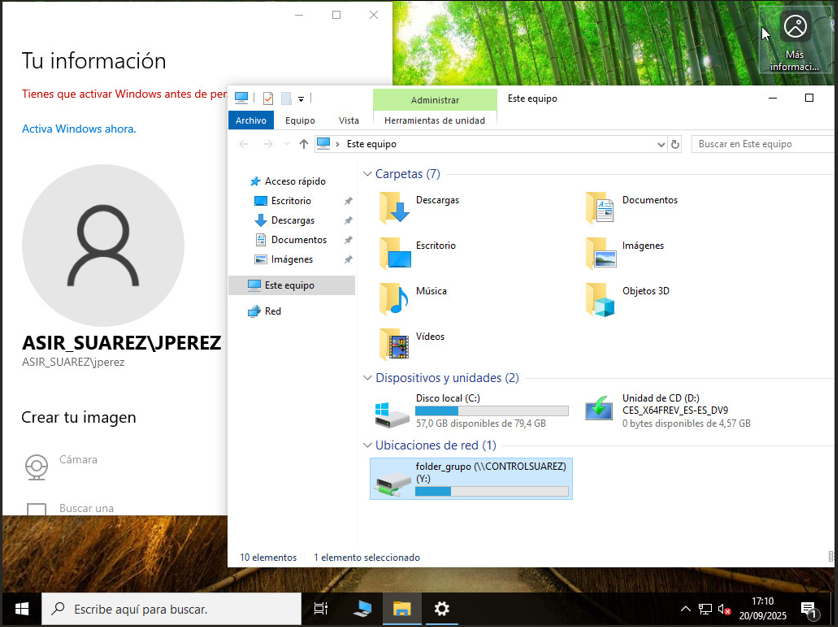 Tu información
Tienes que activar Windows antes de per
Activa Windows ahora.
ASIR_SUAREZ\JPEREZ
ASIR_SUAREZ\jperez
Crear tu imagen
Cámara
Buscar una
Más
informaci...
Administrar
Este equipo
Archivo
Equipo
Vista
Herramientas de unidad
Este equipo
Buscar en Este equipo
Acceso rápido
Escritorio
Descargas
Documentos
Imágenes
Este equipo
Red
Carpetas (7)
Descargas
Documentos
Escritorio
Imágenes
Música
Objetos 3D
Vídeos
Dispositivos y unidades (2)
Disco local (C:)
57,0 GB disponibles de 79,4 GB
Unidad de CD (D:)
CES_X64FREV_ES-ES_DV9
0 bytes disponibles de 4,57 GB
Ubicaciones de red (1)
folder_grupo (\\CONTROLSUAREZ)
(Y:)
10 elementos
1 elemento seleccionado
Escribe aquí para buscar.
17:10
20/09/2025
1